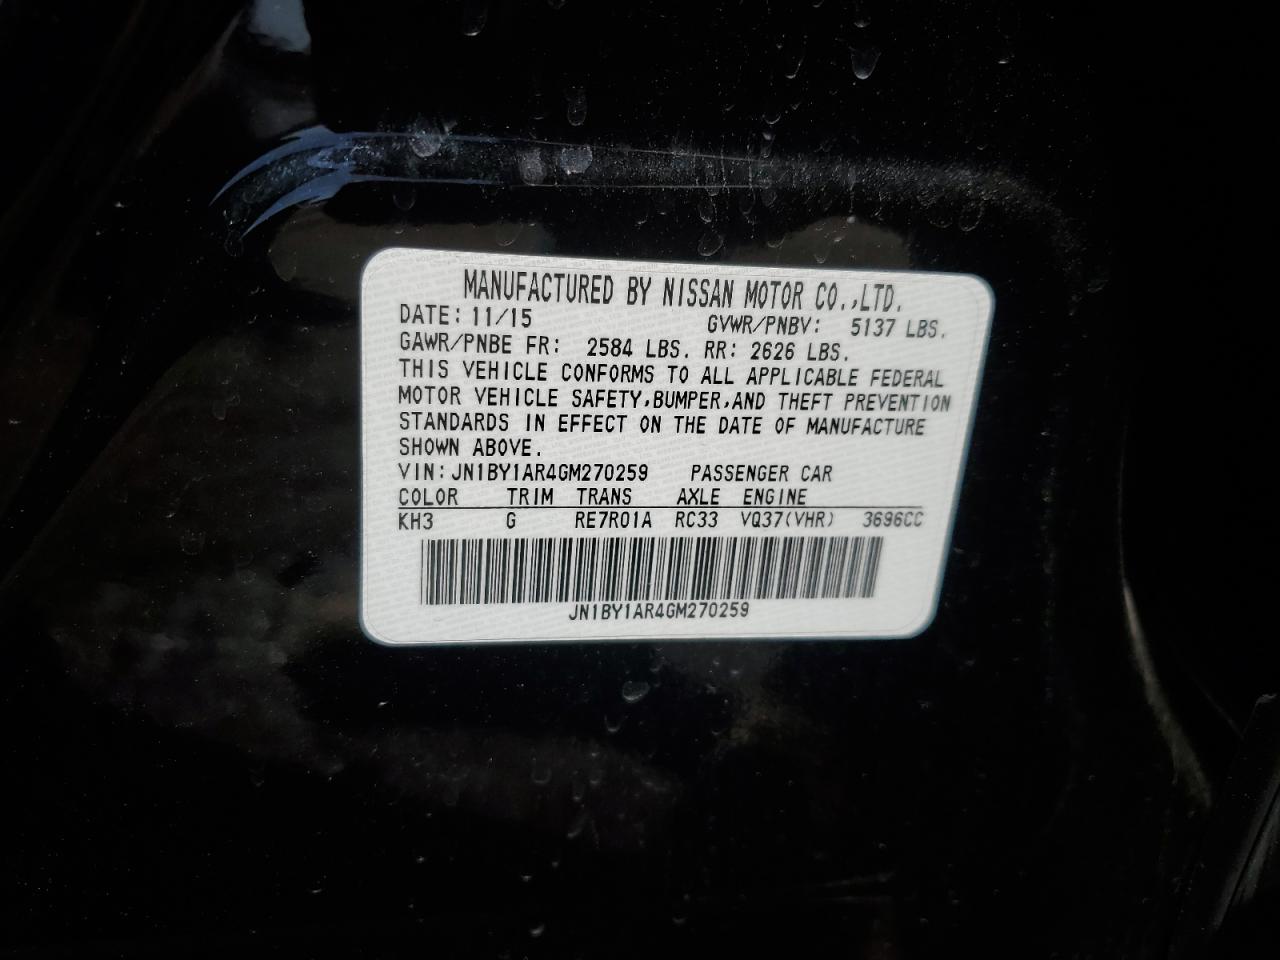 MANUFACTURED BY NISSAN MOTOR CO.,LTD.
DATE: 11/15 GVWR/PNBV: 5137 LBS.
GAWR/PNBE FR: 2584 LBS. RR: 2626 LBS.
THIS VEHICLE CONFORMS TO ALL APPLICABLE FEDERAL
MOTOR VEHICLE SAFETY,BUMPER,AND THEFT PREVENTION
STANDARDS IN EFFECT ON THE DATE OF MANUFACTURE
SHOWN ABOVE.
VIN: JN1BY1AR4GM270259 PASSENGER CAR
COLOR TRIM TRANS AXLE ENGINE
KH3 G RE7R01A RC33 VQ37(VHR) 3696CC
JN1BY1AR4GM270259